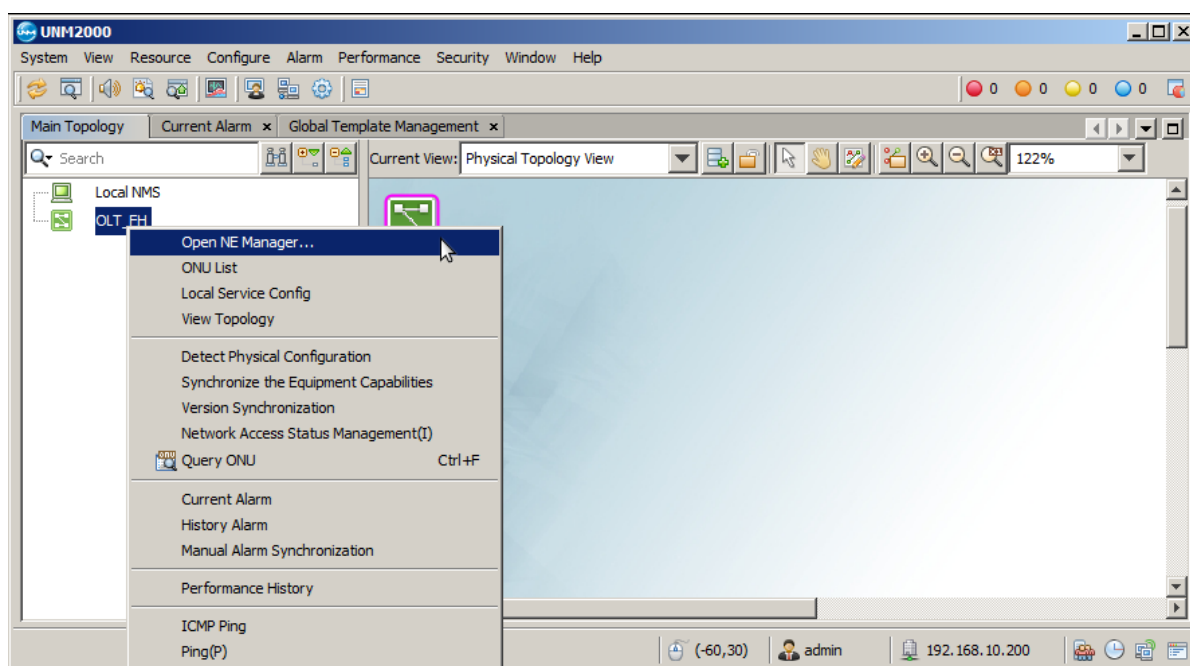 UNM2000
System View Resource Configure Alarm Performance Security Window Help
0 0 0 0
Main Topology Current Alarm Global Template Management
Search Current View: Physical Topology View 122%
Local NMS
OLT_FH
Open NE Manager...
ONU List
Local Service Config
View Topology
Detect Physical Configuration
Synchronize the Equipment Capabilities
Version Synchronization
Network Access Status Management(I)
Query ONU Ctrl+F
Current Alarm
History Alarm
Manual Alarm Synchronization
Performance History
ICMP Ping
Ping(P)
(-60,30) admin 192.168.10.200